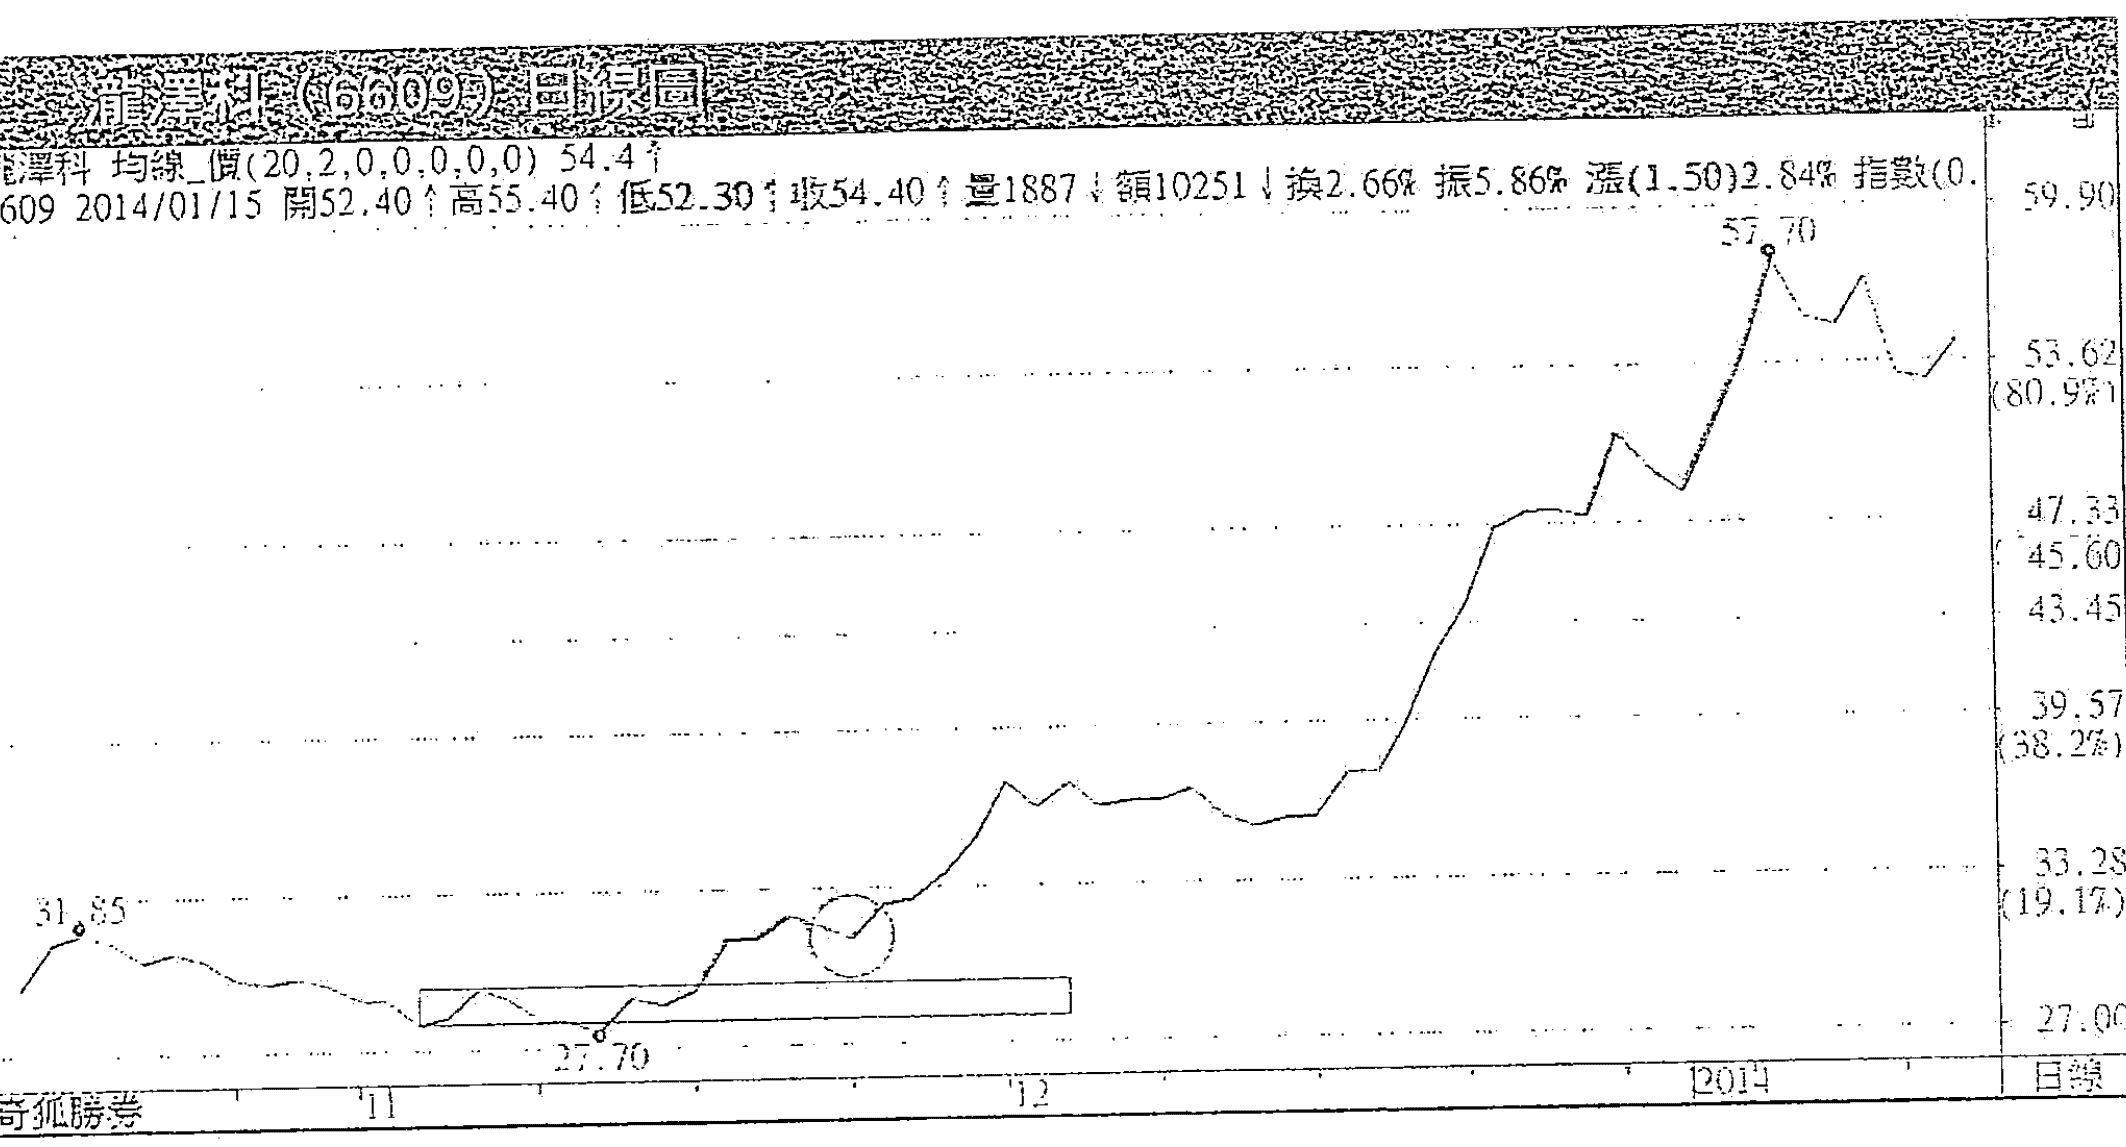 瀧澤科(6609)日線圖
瀧澤科 均線_價(20,2,0,0,0,0,0) 54.4↑
609 2014/01/15 開52.40↑高55.40↑低52.30↑收54.40↑量1887↓額10251↓換2.66% 振5.86% 漲(1.50)2.84% 指數(0.
日
59.90
57.70
53.62
(80.9%)
47.33
45.60
43.45
39.57
(38.2%)
33.28
(19.1%)
31.85
27.00
27.70
'11
'12
2014
日線
奇狐勝券